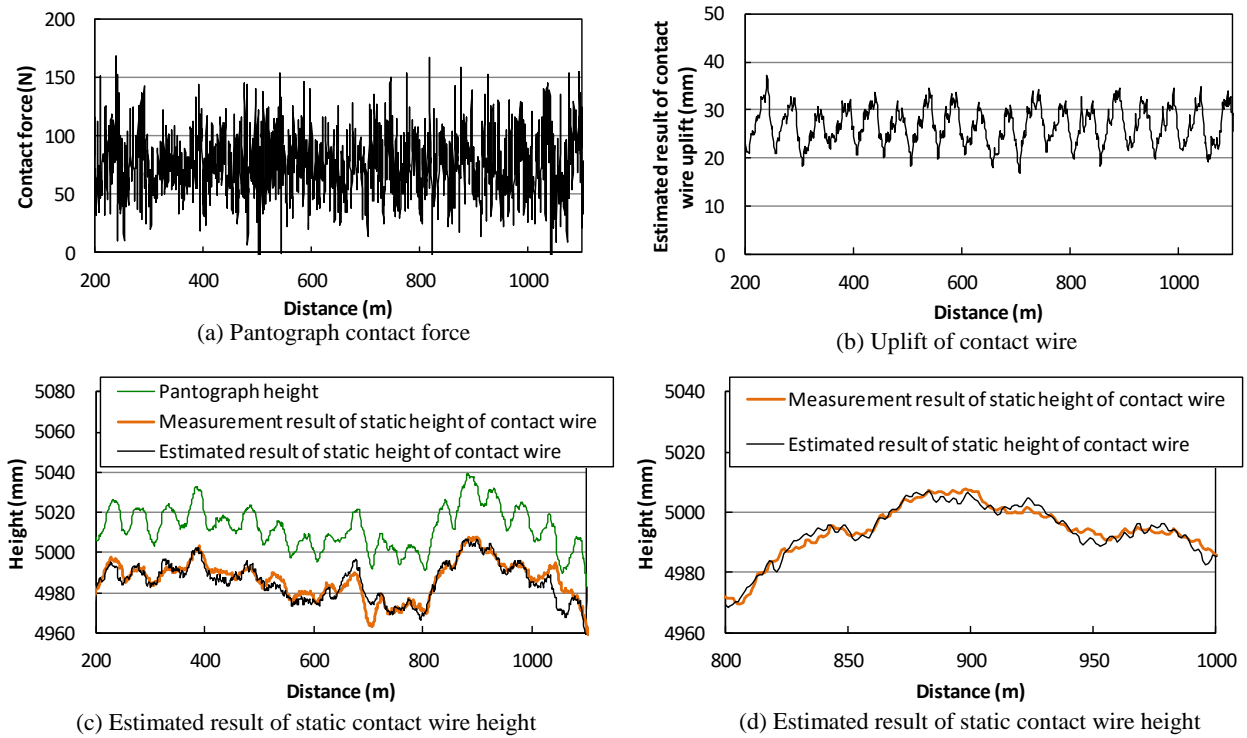 200
150
100
50
0
Contact force (N)
200 400 600 800 1000
Distance (m)
(a) Pantograph contact force
50
40
30
20
10
0
Estimated result of contact
wire uplift (mm)
200 400 600 800 1000
Distance (m)
(b) Uplift of contact wire
5080
5060
5040
5020
5000
4980
4960
Height (mm)
Pantograph height
Measurement result of static height of contact wire
Estimated result of static height of contact wire
200 400 600 800 1000
Distance (m)
(c) Estimated result of static contact wire height
5040
5020
5000
4980
4960
Height (mm)
Measurement result of static height of contact wire
Estimated result of static height of contact wire
800 850 900 950 1000
Distance (m)
(d) Estimated result of static contact wire height